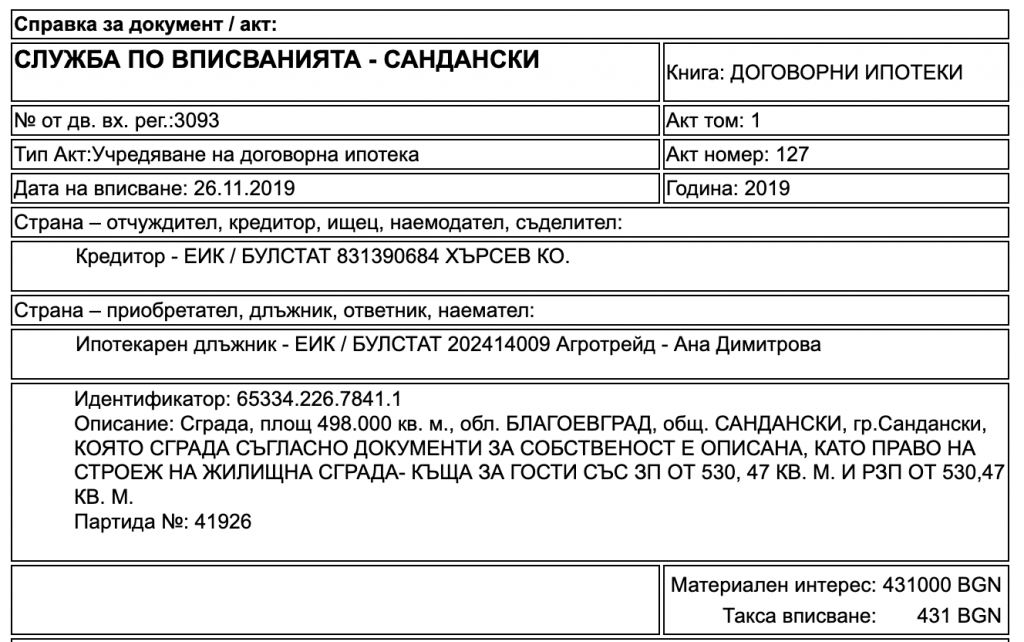 Справка за документ / акт:
СЛУЖБА ПО ВПИСВАНИЯТА - САНДАНСКИ
Книга: ДОГОВОРНИ ИПОТЕКИ
№ от дв. вх. рег.:3093
Акт том: 1
Тип Акт:Учредяване на договорна ипотека
Акт номер: 127
Дата на вписване: 26.11.2019
Година: 2019
Страна – отчуждител, кредитор, ищец, наемодател, съделител:
Кредитор - ЕИК / БУЛСТАТ 831390684 ХЪРСЕВ КО.
Страна – приобретател, длъжник, ответник, наемател:
Ипотекарен длъжник - ЕИК / БУЛСТАТ 202414009 Агротрейд - Ана Димитрова
Идентификатор: 65334.226.7841.1
Описание: Сграда, площ 498.000 кв. м., обл. БЛАГОЕВГРАД, общ. САНДАНСКИ, гр.Сандански,
КОЯТО СГРАДА СЪГЛАСНО ДОКУМЕНТИ ЗА СОБСТВЕНОСТ Е ОПИСАНА, КАТО ПРАВО НА
СТРОЕЖ НА ЖИЛИЩНА СГРАДА- КЪЩА ЗА ГОСТИ СЪС ЗП ОТ 530, 47 КВ. М. И РЗП ОТ 530,47
КВ. М.
Партида №: 41926
Материален интерес: 431000 BGN
Такса вписване: 431 BGN